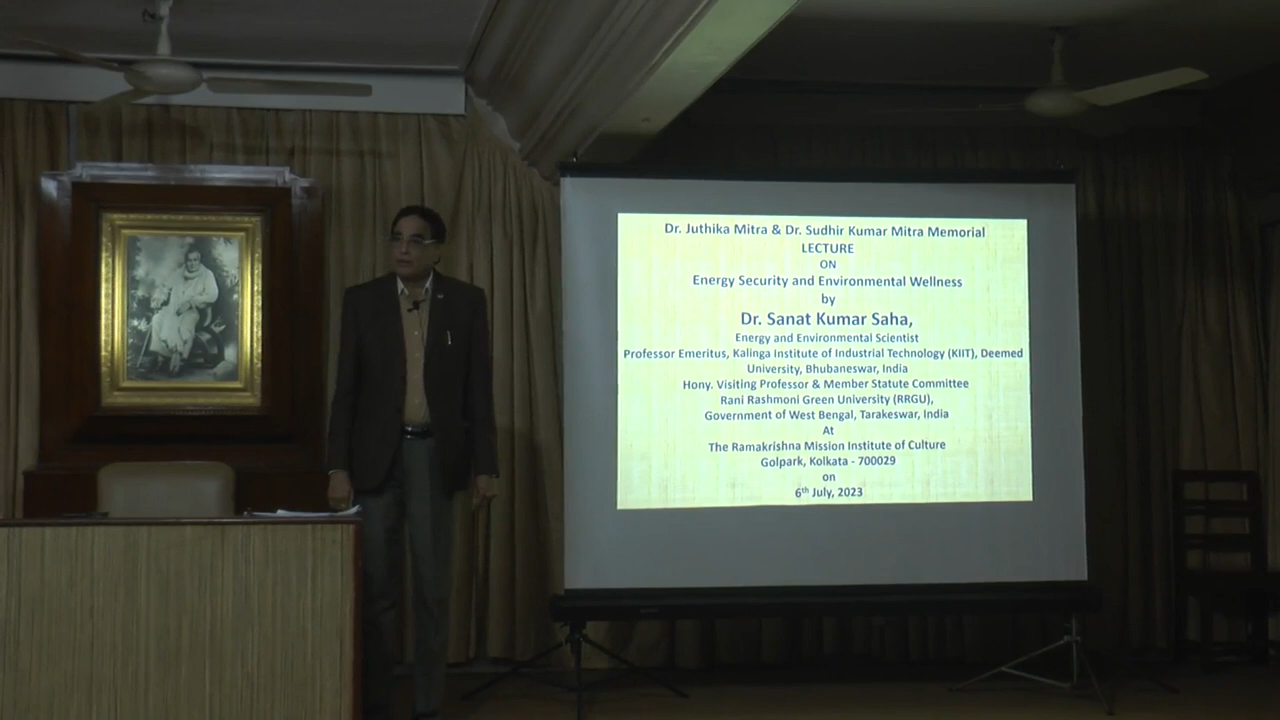 Dr. Juthika Mitra & Dr. Sudhir Kumar Mitra Memorial
LECTURE
ON
Energy Security and Environmental Wellness
by
Dr. Sanat Kumar Saha,
Energy and Environmental Scientist
Professor Emeritus, Kalinga Institute of Industrial Technology (KIIT), Deemed
University, Bhubaneswar, India
Hony. Visiting Professor & Member Statute Committee
Rani Rashmoni Green University (RRGU),
Government of West Bengal, Tarakeswar, India
At
The Ramakrishna Mission Institute of Culture
Golpark, Kolkata - 700029
on
6th July, 2023